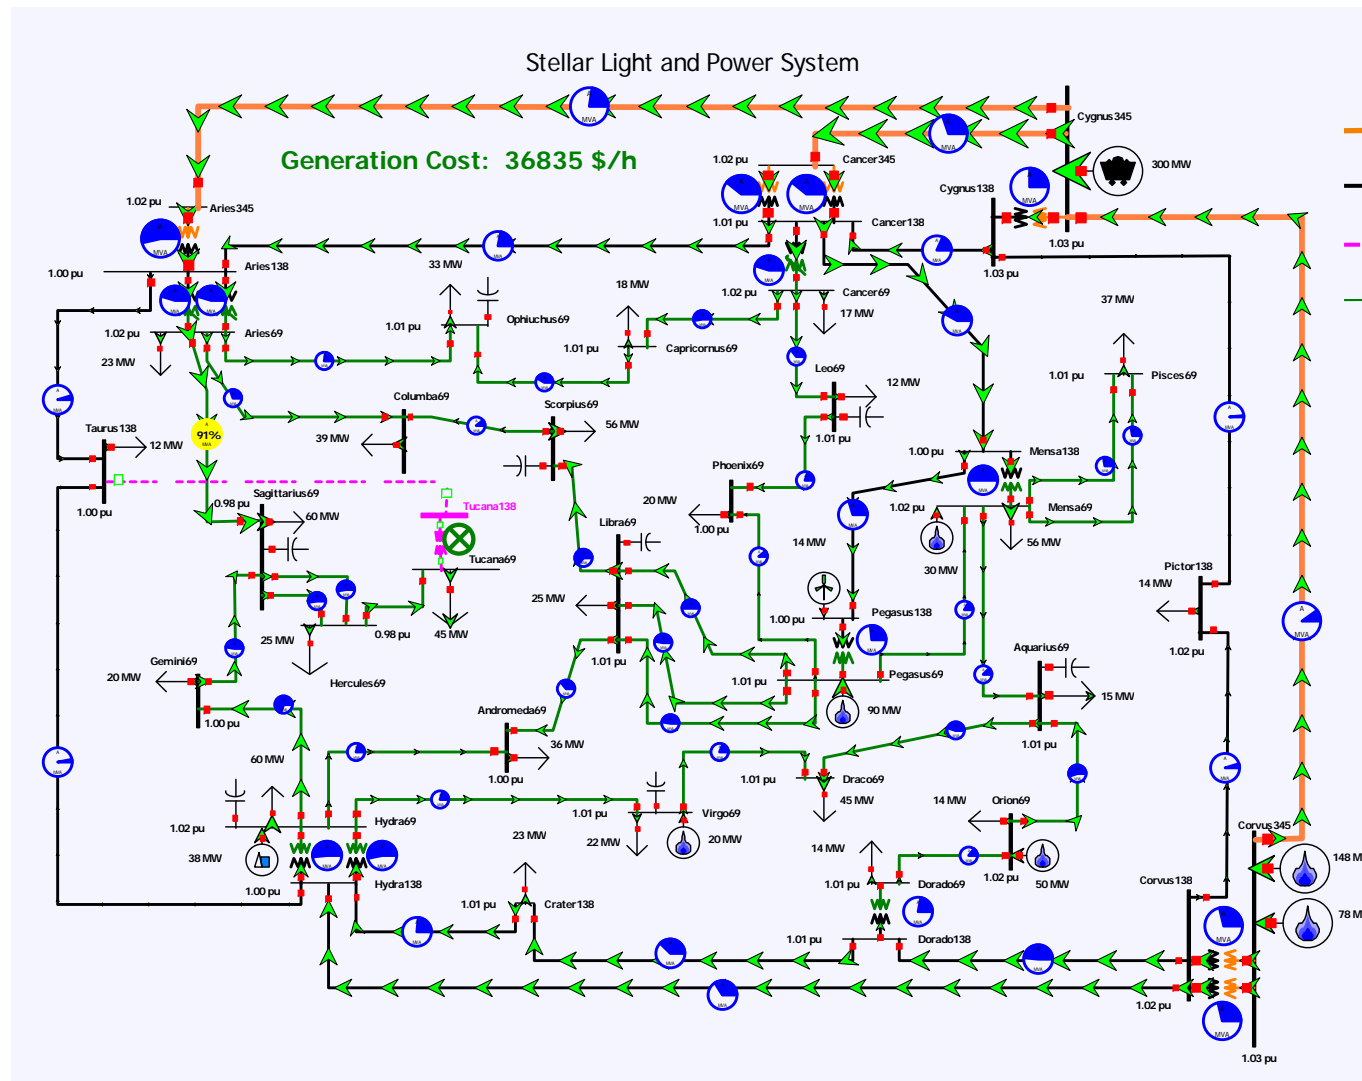 Stellar Light and Power System
Cygnus345
Generation Cost: 36835 $/h
1.02 pu
Cancer345
300 MW
Cygnus138
1.02 pu
Aries345
1.01 pu
Cancer138
1.03 pu
1.03 pu
33 MW
1.00 pu
Aries138
18 MW
1.02 pu
Cancer69
37 MW
17 MW
1.02 pu
Aries69
1.01 pu
Ophiuchus69
1.01 pu
Capricornus69
23 MW
Leo69
1.01 pu
Pisces69
12 MW
Columba69
Scorpius69
56 MW
1.01 pu
Taurus138
12 MW
91%
39 MW
1.00 pu
Mensa138
Phoenix69
Sagittarius69
0.98 pu
60 MW
Tucana138
20 MW
1.00 pu
1.02 pu
Mensa69
56 MW
1.00 pu
Libra69
14 MW
30 MW
Tucana69
Pictor138
14 MW
25 MW
1.00 pu
Pegasus138
25 MW
0.98 pu
45 MW
1.01 pu
Aquarius69
1.02 pu
Gemini69
20 MW
Hercules69
1.01 pu
Pegasus69
15 MW
90 MW
1.00 pu
Andromeda69
36 MW
1.01 pu
60 MW
1.00 pu
1.01 pu
Draco69
45 MW
14 MW
Orion69
1.02 pu
Hydra69
1.01 pu
Virgo69
23 MW
22 MW
20 MW
Corvus345
38 MW
14 MW
148 M
1.00 pu
Hydra138
1.02 pu
50 MW
1.01 pu
Dorado69
Corvus138
1.01 pu
Crater138
78 M
1.01 pu
Dorado138
1.02 pu
1.03 pu